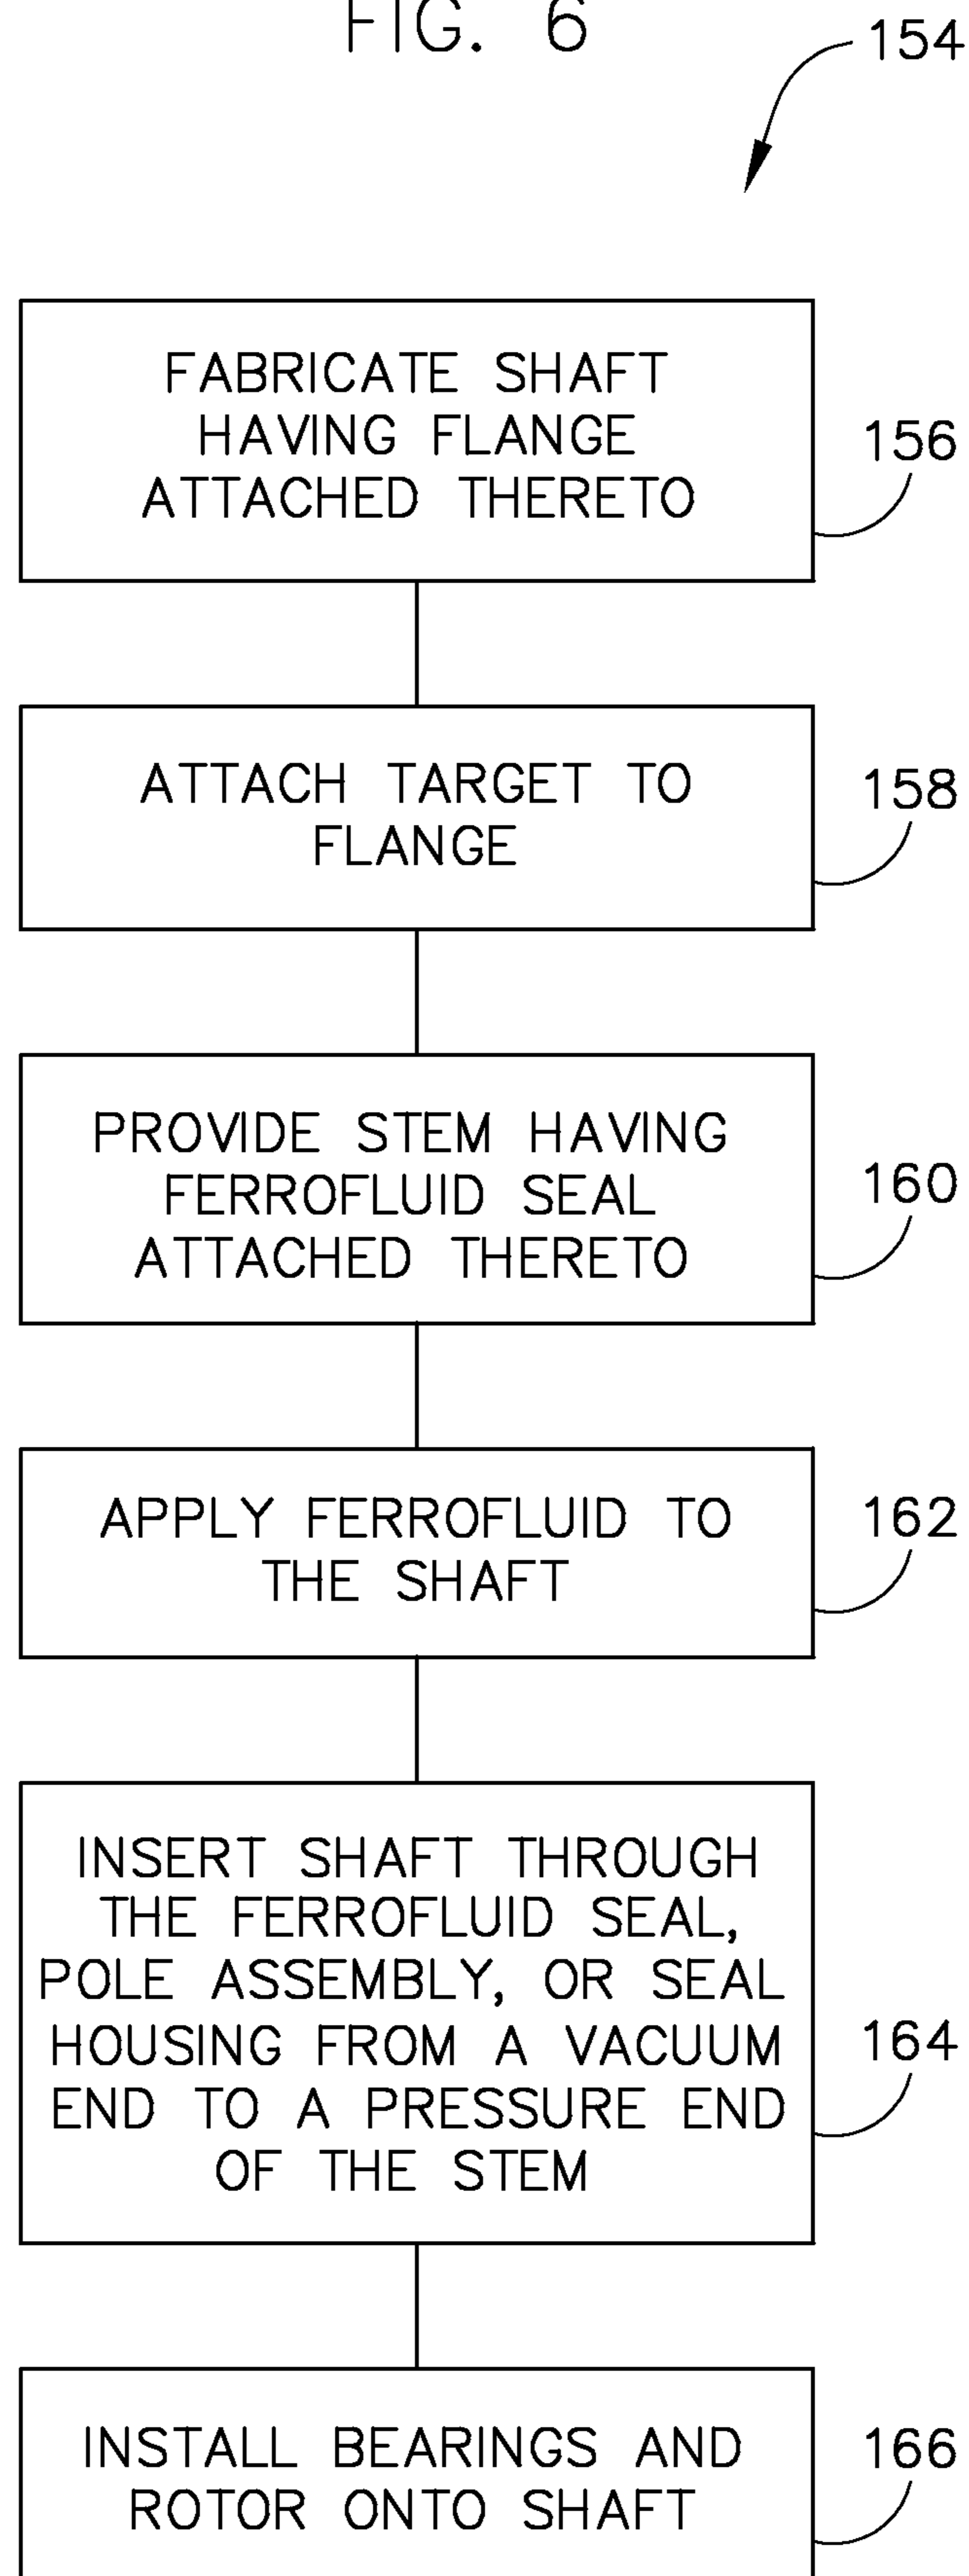 FIG. 6
154
FABRICATE SHAFT
HAVING FLANGE
ATTACHED THERETO
156
ATTACH TARGET TO
FLANGE
158
PROVIDE STEM HAVING
FERROFLUID SEAL
ATTACHED THERETO
160
APPLY FERROFLUID TO
THE SHAFT
162
INSERT SHAFT THROUGH
THE FERROFLUID SEAL,
POLE ASSEMBLY, OR SEAL
HOUSING FROM A VACUUM
END TO A PRESSURE END
OF THE STEM
164
INSTALL BEARINGS AND
ROTOR ONTO SHAFT
166